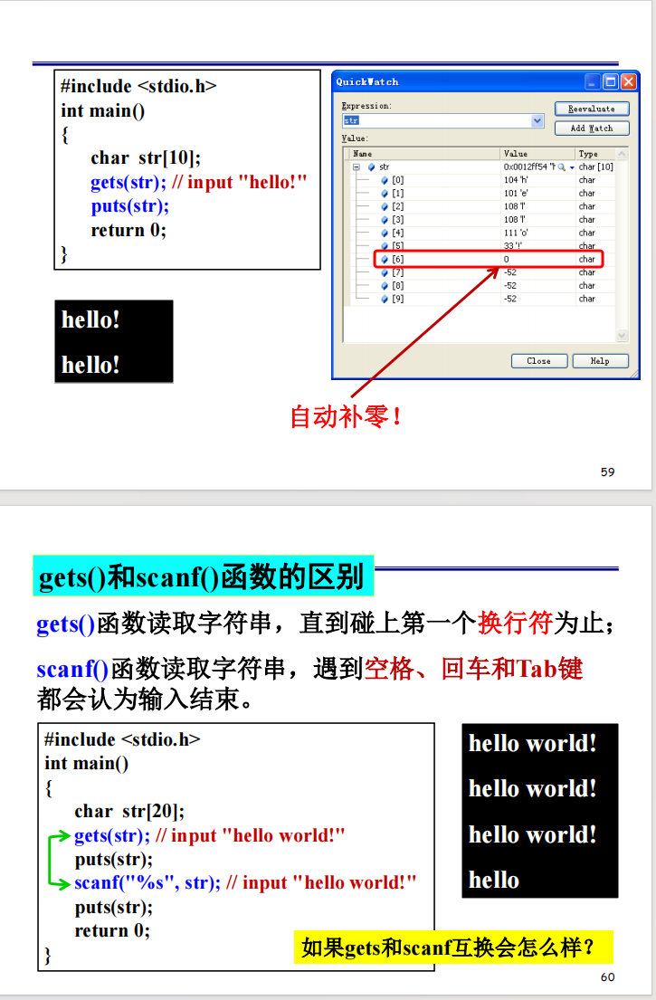 #include <stdio.h>
int main()
{
char str[10];
gets(str); // input "hello!"
puts(str);
return 0;
}
hello!
hello!
QuickWatch
Expression:
Reevaluate
str
Add Watch
Value:
Name Value Type
str 0x0012ff54 "h char [10]
[0] 104 'h' char
[1] 101 'e' char
[2] 108 'l' char
[3] 108 'l' char
[4] 111 'o' char
[5] 33 '!' char
[6] 0 char
[7] -52 char
[8] -52 char
[9] -52 char
Close Help
自动补零！
59
gets()和scanf()函数的区别
gets()函数读取字符串，直到碰上第一个换行符为止；
scanf()函数读取字符串，遇到空格、回车和Tab键
都会认为输入结束。
#include <stdio.h>
int main()
{
char str[20];
gets(str); // input "hello world!"
puts(str);
scanf("%s", str); // input "hello world!"
puts(str);
return 0;
}
hello world!
hello world!
hello world!
hello
如果gets和scanf互换会怎么样？
60